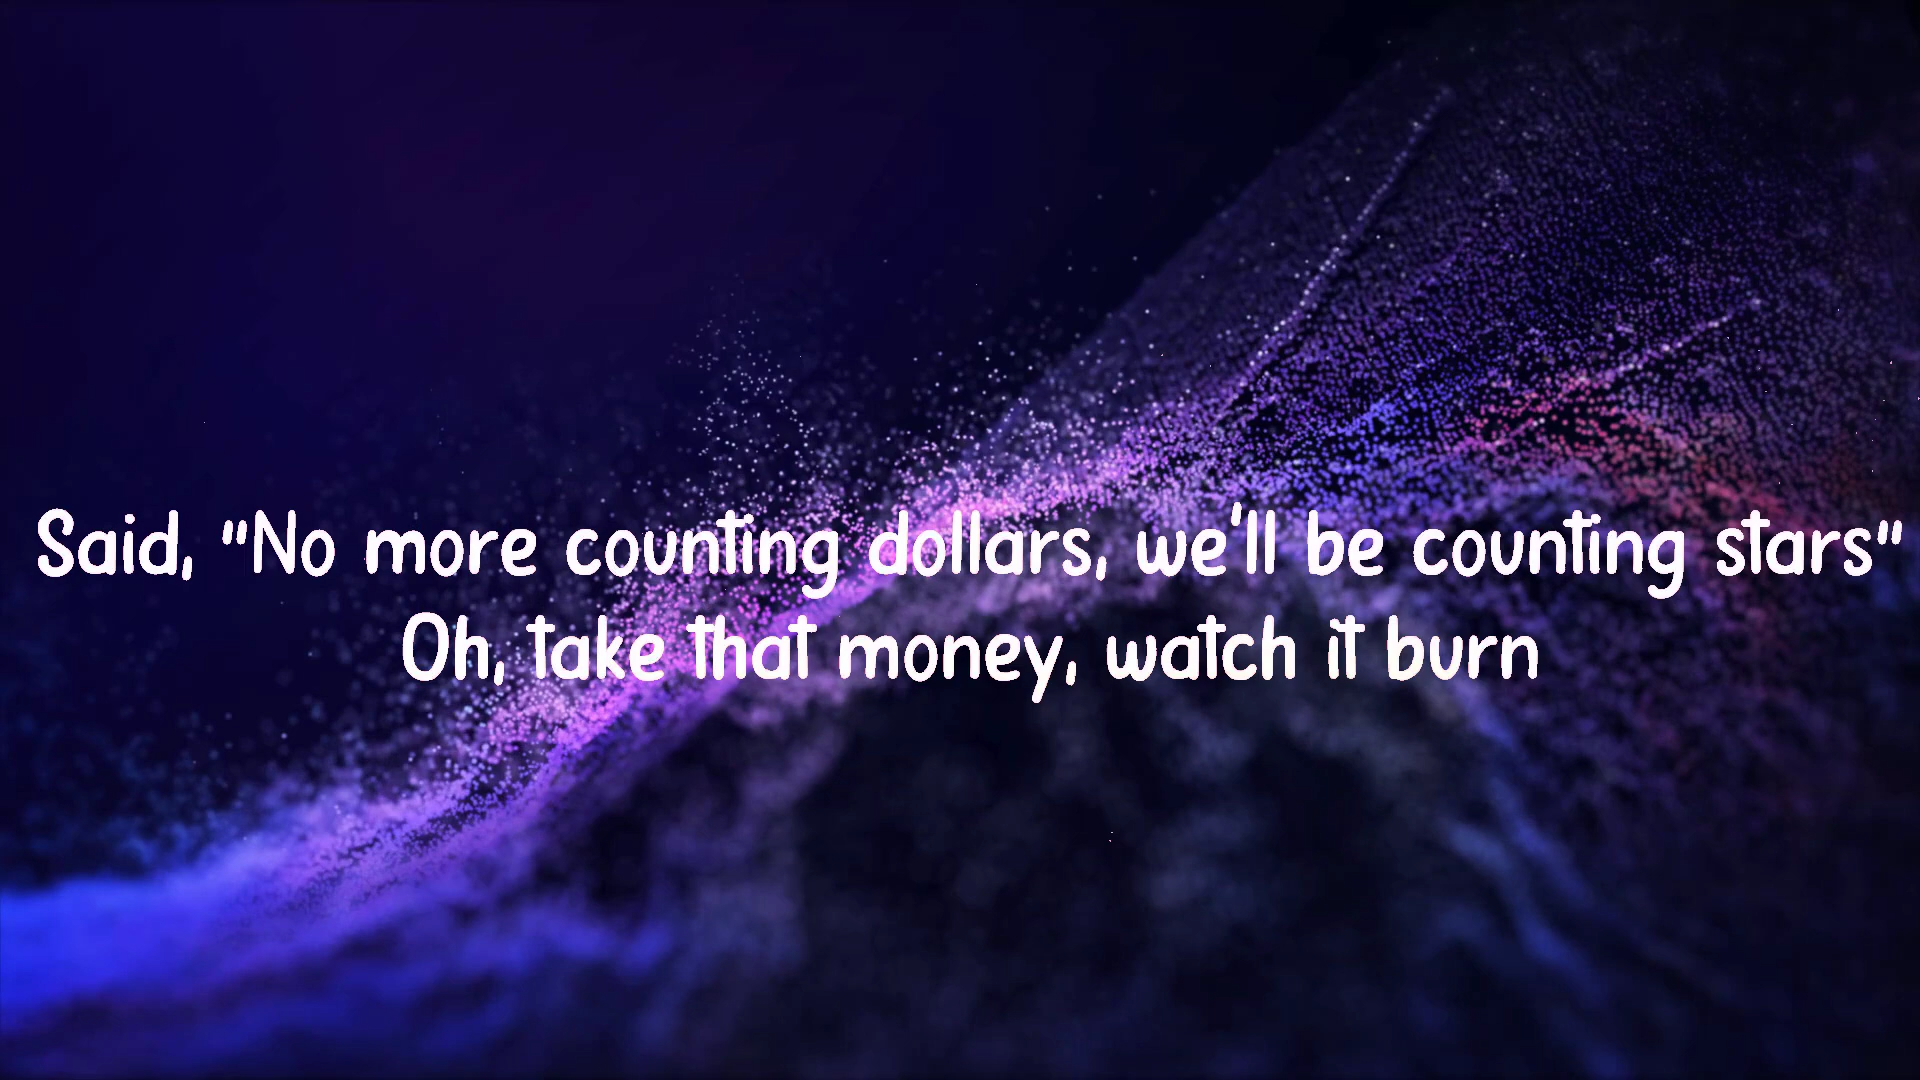 Said, "No more counting dollars, we'll be counting stars"
Oh, take that money, watch it burn